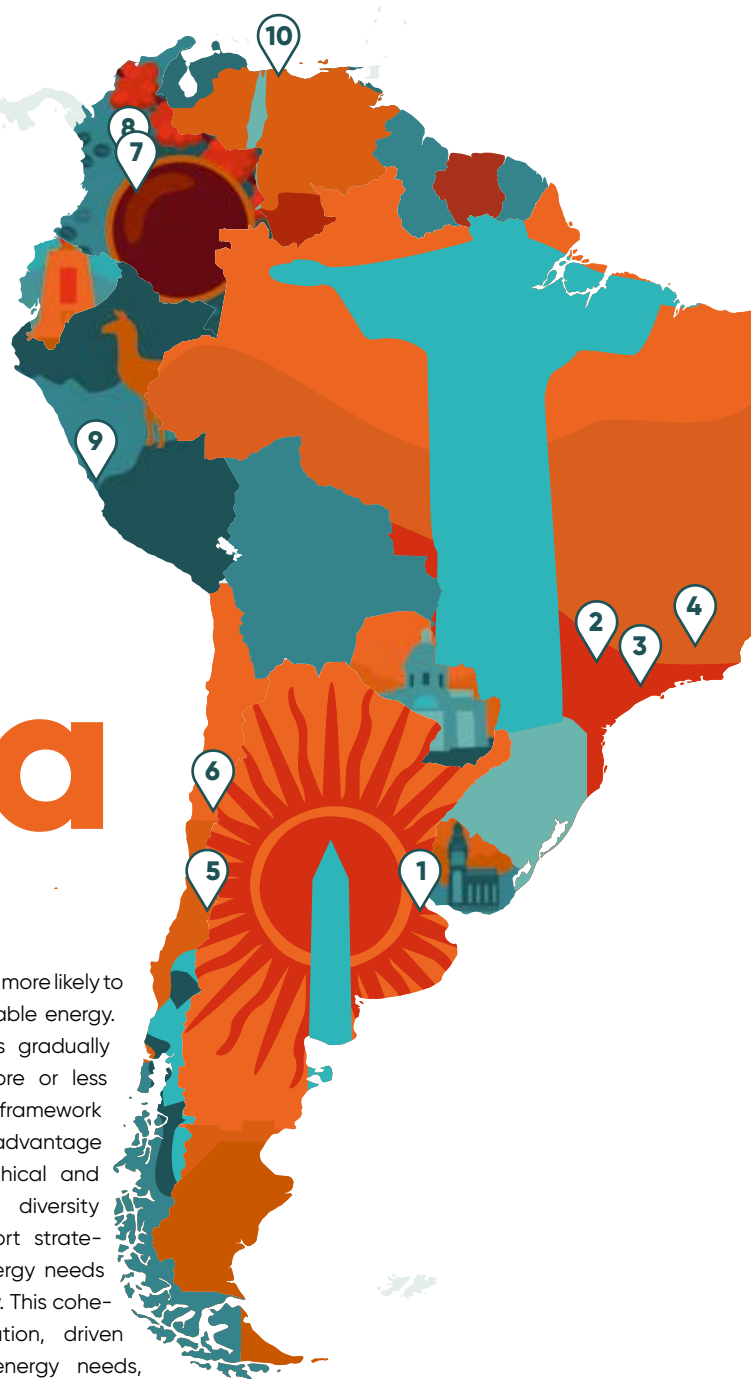 10
8
7
9
4
2
3
a
6
5
1
more likely to
able energy.
s gradually
ore or less
framework
advantage
hical and
diversity
ort strate-
ergy needs
. This cohe-
ation, driven
energy needs,